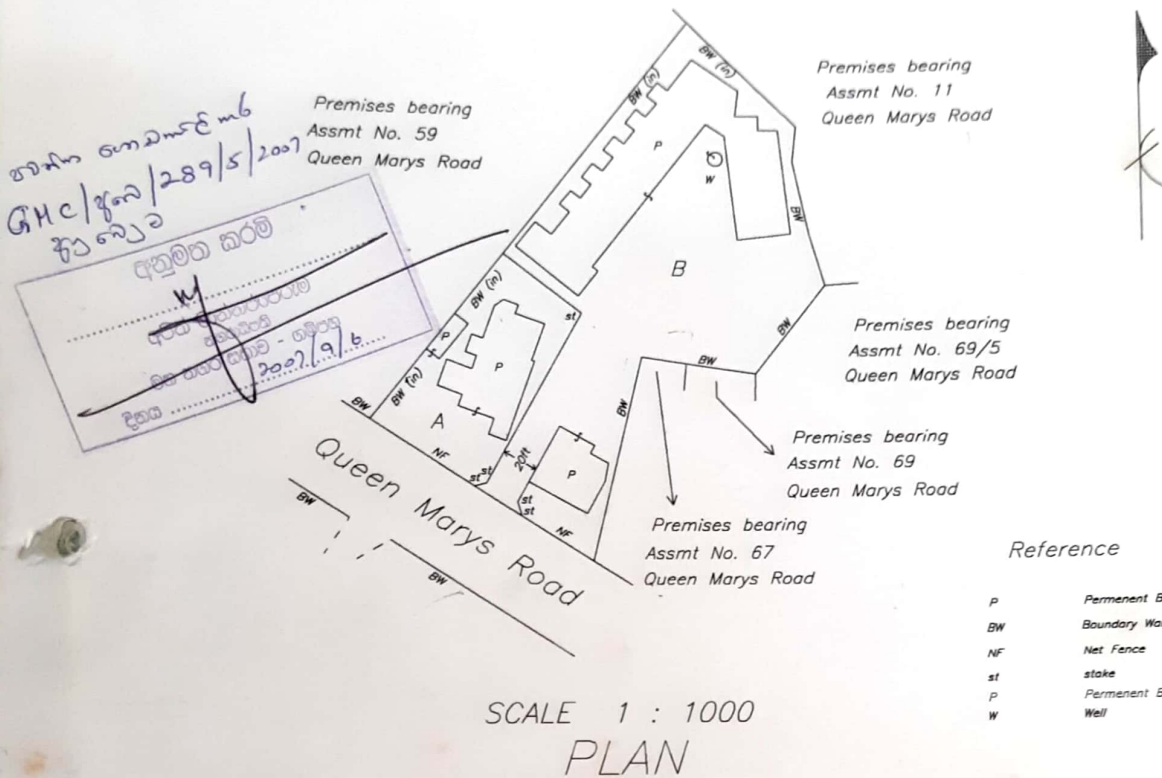 GMC/
/289/5/2007
අනුමත කරමි
2007/9/6
දිනය
Premises bearing
Assmt No. 59
Queen Marys Road
Premises bearing
Assmt No. 11
Queen Marys Road
BW (in)
BW (in)
P
W
BW
B
BW (in)
st
P
P
BW (in)
BW
BW
BW
Premises bearing
Assmt No. 69/5
Queen Marys Road
BW
A
NF
st
st
20ft
P
st
st
NF
Premises bearing
Assmt No. 69
Queen Marys Road
Premises bearing
Assmt No. 67
Queen Marys Road
Queen Marys Road
BW
BW
Reference
P Permenent B
BW Boundary Wa
NF Net Fence
st stake
P Permenent B
W Well
SCALE 1 : 1000
PLAN